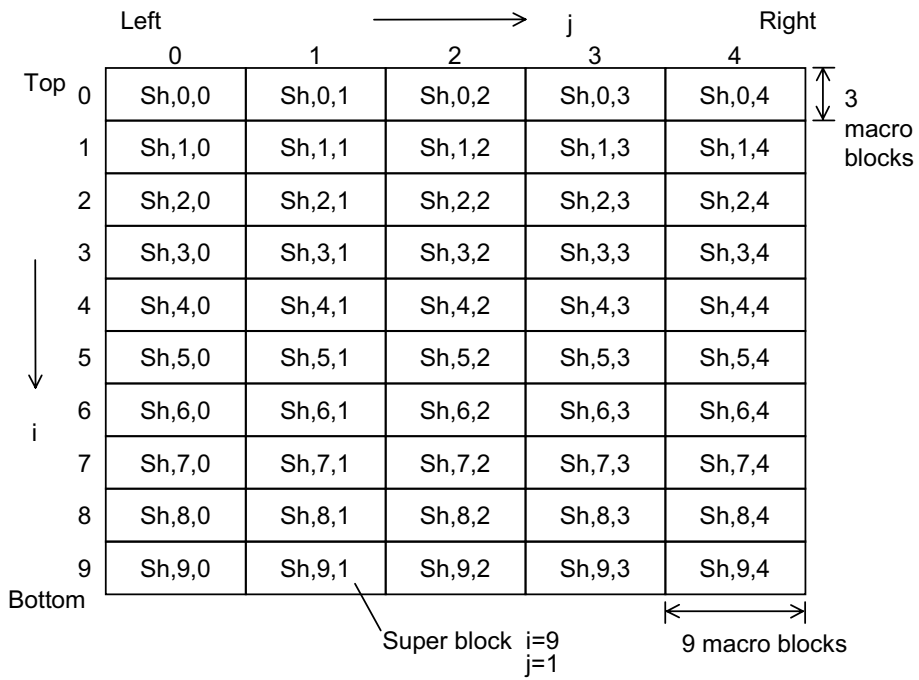 Left j Right
0 1 2 3 4
Top 0 Sh,0,0 Sh,0,1 Sh,0,2 Sh,0,3 Sh,0,4 3
macro
blocks
1 Sh,1,0 Sh,1,1 Sh,1,2 Sh,1,3 Sh,1,4
2 Sh,2,0 Sh,2,1 Sh,2,2 Sh,2,3 Sh,2,4
3 Sh,3,0 Sh,3,1 Sh,3,2 Sh,3,3 Sh,3,4
4 Sh,4,0 Sh,4,1 Sh,4,2 Sh,4,3 Sh,4,4
5 Sh,5,0 Sh,5,1 Sh,5,2 Sh,5,3 Sh,5,4
6 Sh,6,0 Sh,6,1 Sh,6,2 Sh,6,3 Sh,6,4
i
7 Sh,7,0 Sh,7,1 Sh,7,2 Sh,7,3 Sh,7,4
8 Sh,8,0 Sh,8,1 Sh,8,2 Sh,8,3 Sh,8,4
9 Sh,9,0 Sh,9,1 Sh,9,2 Sh,9,3 Sh,9,4
Bottom
Super block i=9 9 macro blocks
j=1